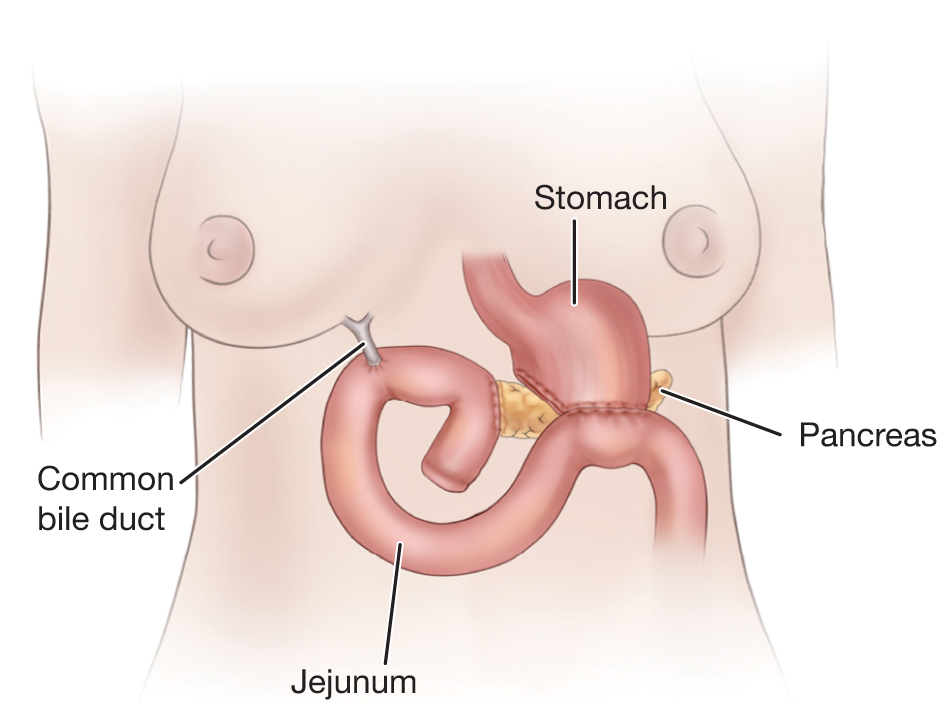 Stomach
Pancreas
Common
bile duct
Jejunum